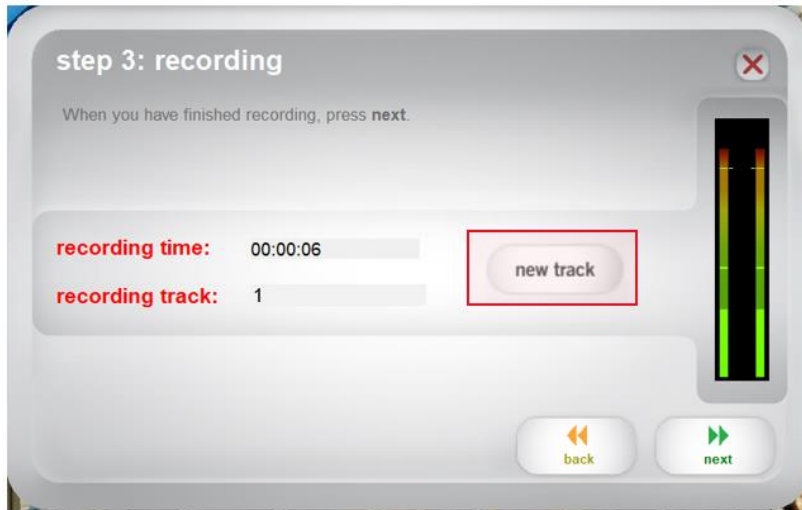 step 3: recording
When you have finished recording, press next.
recording time: 00:00:06
new track
recording track: 1
back
next